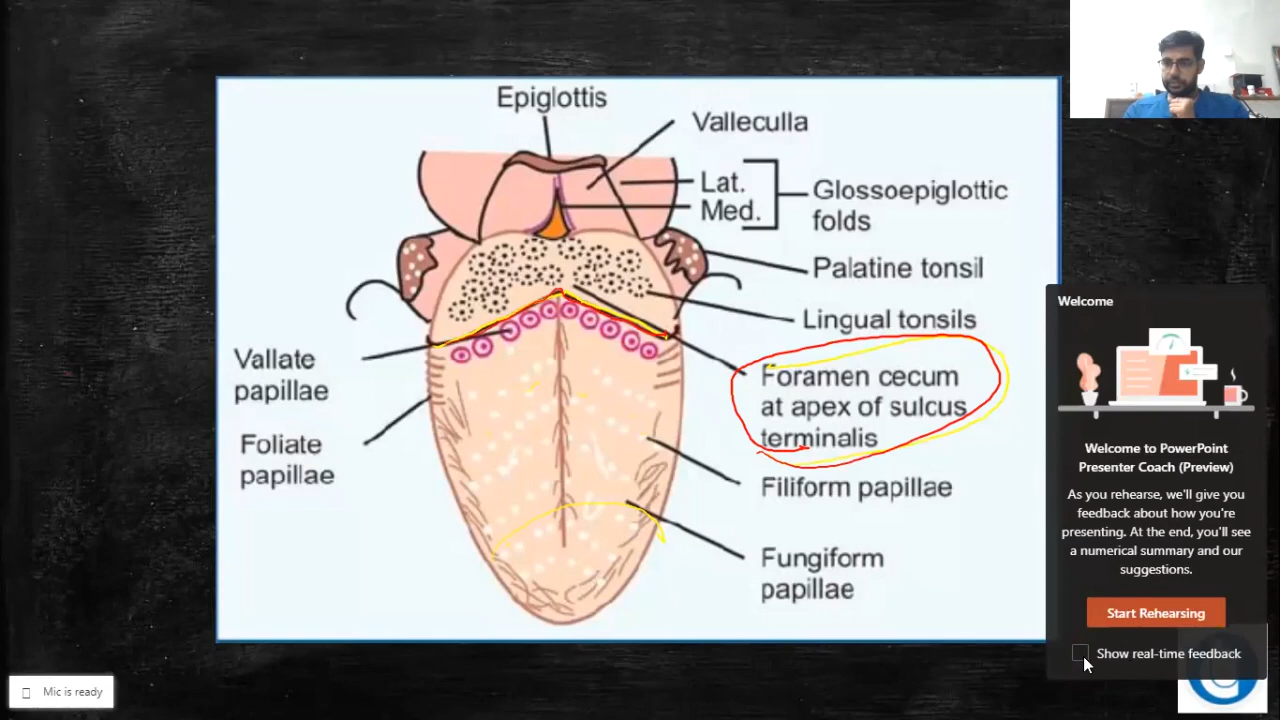 Epiglottis
Valleculla
Lat.
Med.
Glossoepiglottic
folds
Palatine tonsil
Lingual tonsils
Vallate
papillae
Foliate
papillae
Foramen cecum
at apex of sulcus
terminalis
Filiform papillae
Fungiform
papillae
Welcome
Welcome to PowerPoint
Presenter Coach (Preview)
As you rehearse, we'll give you
feedback about how you're
presenting. At the end, you'll see
a numerical summary and our
suggestions.
Start Rehearsing
Show real-time feedback
Mic is ready